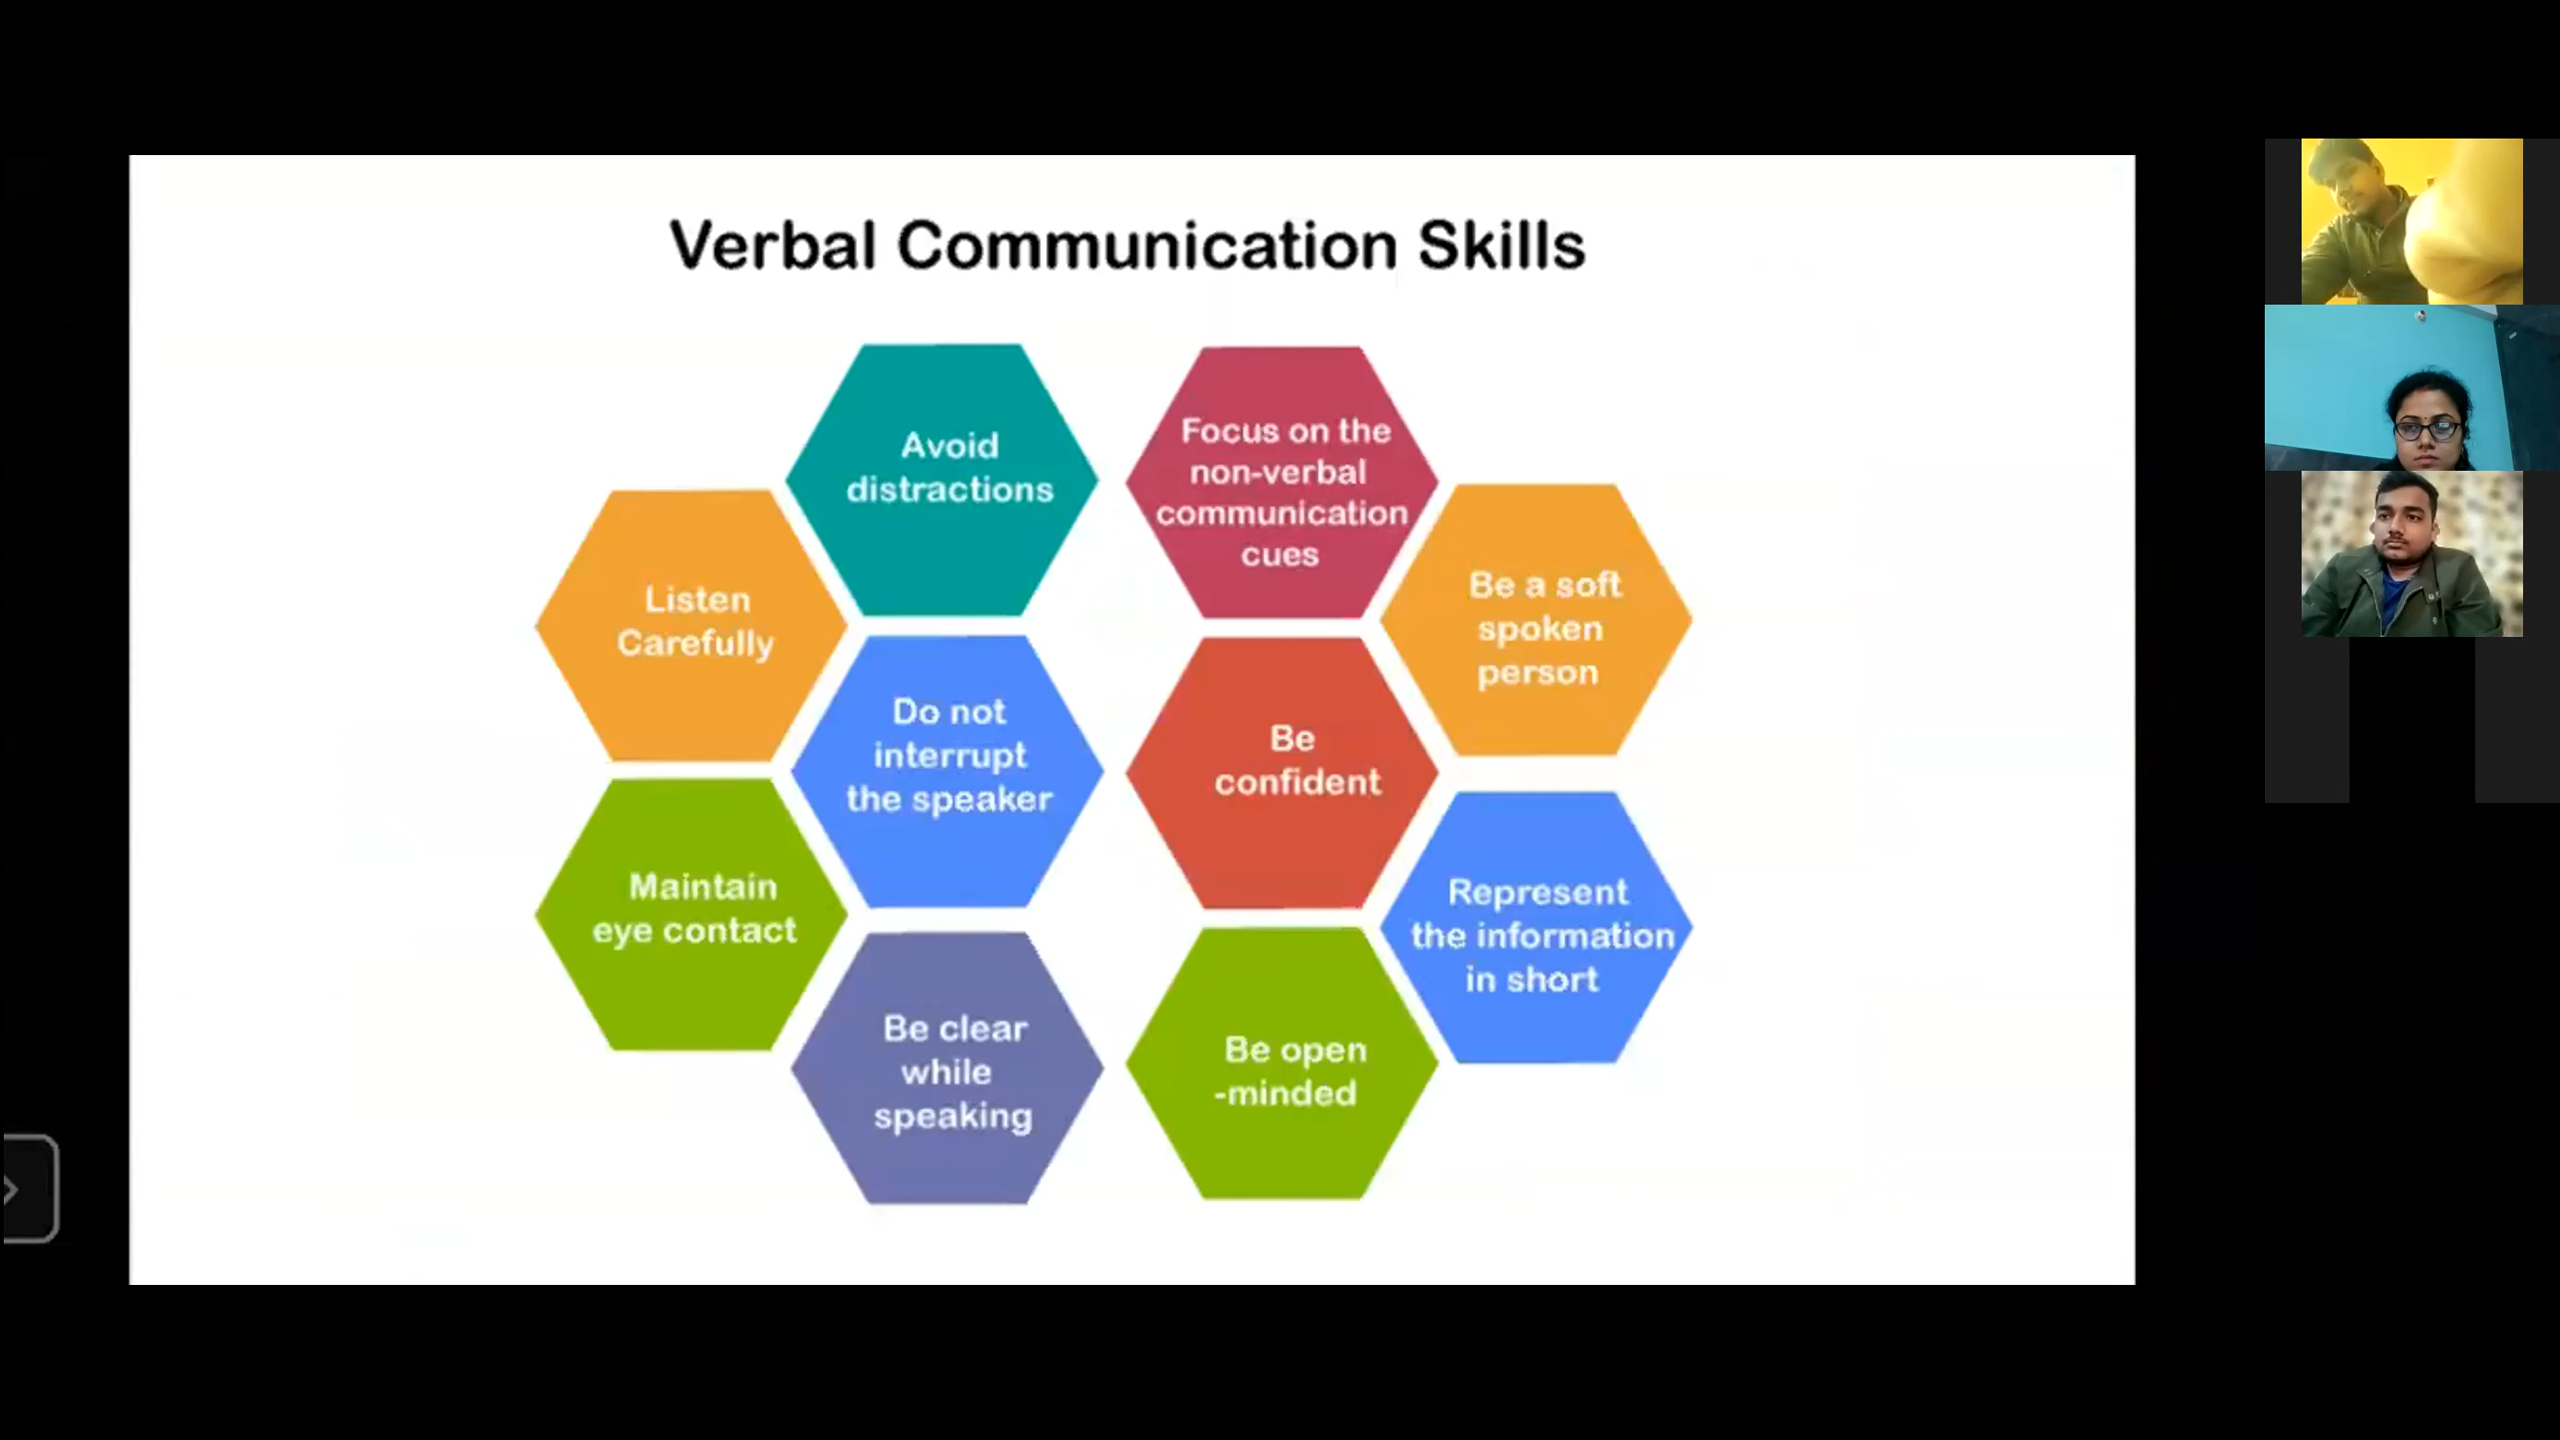 Verbal Communication Skills
Avoid
distractions
Focus on the
non-verbal
communication
cues
Listen
Carefully
Be a soft
spoken
person
Do not
interrupt
the speaker
Be
confident
Maintain
eye contact
Represent
the information
in short
Be clear
while
speaking
Be open
-minded